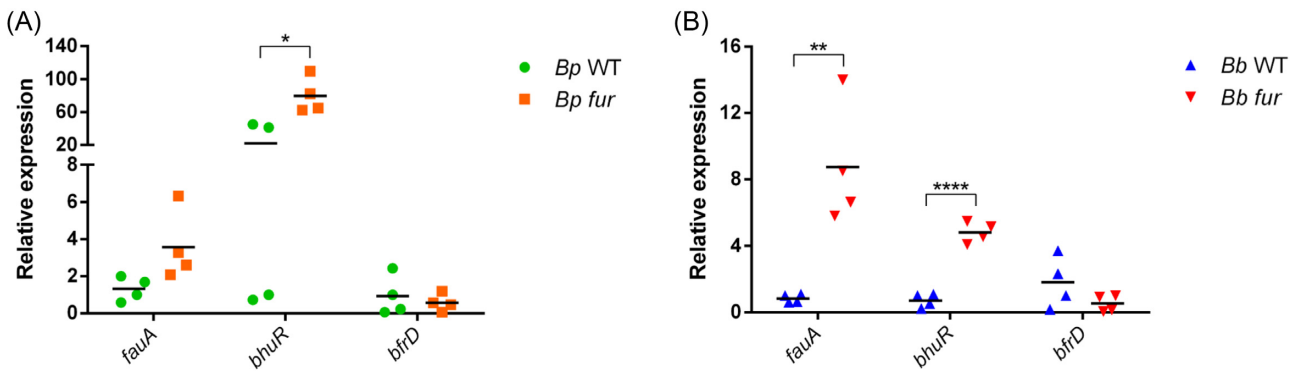 (A)
Relative expression
140
100
60
20
8
6
4
2
0
*
fauA
bhuR
bfrD
Bp WT
Bp fur
(B)
Relative expression
16
12
8
4
0
**
****
fauA
bhuR
bfrD
Bb WT
Bb fur